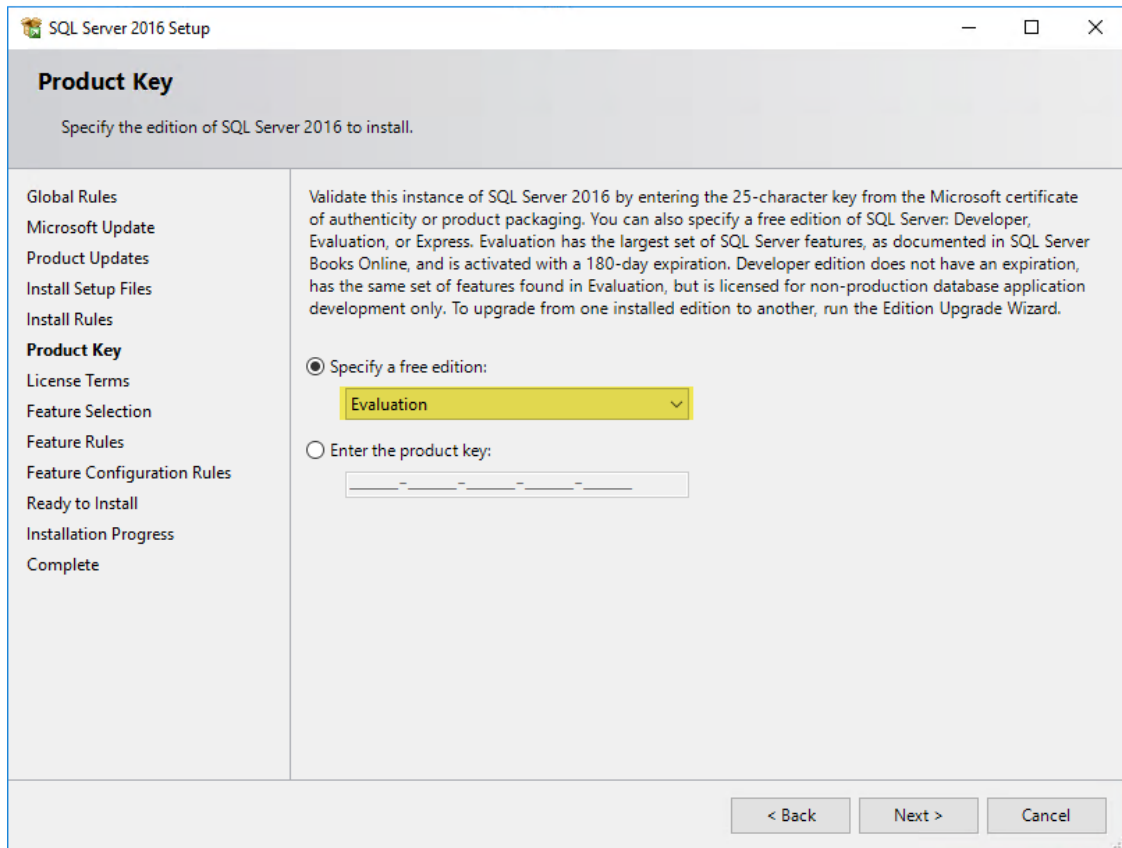 SQL Server 2016 Setup
Product Key
Specify the edition of SQL Server 2016 to install.
Global Rules
Microsoft Update
Product Updates
Install Setup Files
Install Rules
Product Key
License Terms
Feature Selection
Feature Rules
Feature Configuration Rules
Ready to Install
Installation Progress
Complete
Validate this instance of SQL Server 2016 by entering the 25-character key from the Microsoft certificate
of authenticity or product packaging. You can also specify a free edition of SQL Server: Developer,
Evaluation, or Express. Evaluation has the largest set of SQL Server features, as documented in SQL Server
Books Online, and is activated with a 180-day expiration. Developer edition does not have an expiration,
has the same set of features found in Evaluation, but is licensed for non-production database application
development only. To upgrade from one installed edition to another, run the Edition Upgrade Wizard.
Specify a free edition:
Evaluation
Enter the product key:
_____-_____-_____-_____-_____
< Back
Next >
Cancel